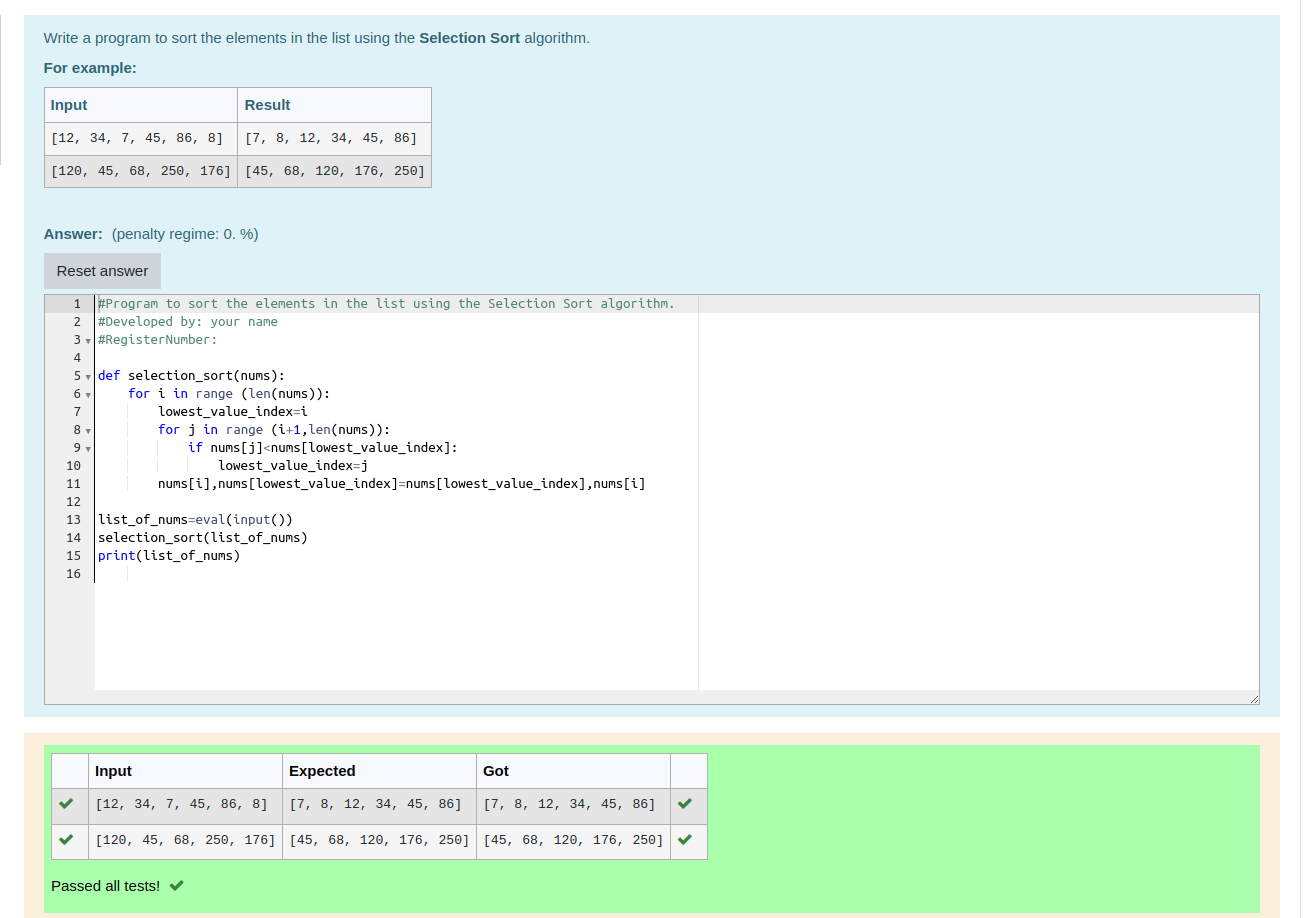 Write a program to sort the elements in the list using the Selection Sort algorithm.
For example:
Input Result
[12, 34, 7, 45, 86, 8] [7, 8, 12, 34, 45, 86]
[120, 45, 68, 250, 176] [45, 68, 120, 176, 250]
Answer: (penalty regime: 0. %)
Reset answer
1 #Program to sort the elements in the list using the Selection Sort algorithm.
2 #Developed by: your name
3 #RegisterNumber:
4
5 def selection_sort(nums):
6     for i in range (len(nums)):
7         lowest_value_index=i
8         for j in range (i+1,len(nums)):
9             if nums[j]<nums[lowest_value_index]:
10                 lowest_value_index=j
11         nums[i],nums[lowest_value_index]=nums[lowest_value_index],nums[i]
12
13 list_of_nums=eval(input())
14 selection_sort(list_of_nums)
15 print(list_of_nums)
16
Input Expected Got
[12, 34, 7, 45, 86, 8] [7, 8, 12, 34, 45, 86] [7, 8, 12, 34, 45, 86]
[120, 45, 68, 250, 176] [45, 68, 120, 176, 250] [45, 68, 120, 176, 250]
Passed all tests!